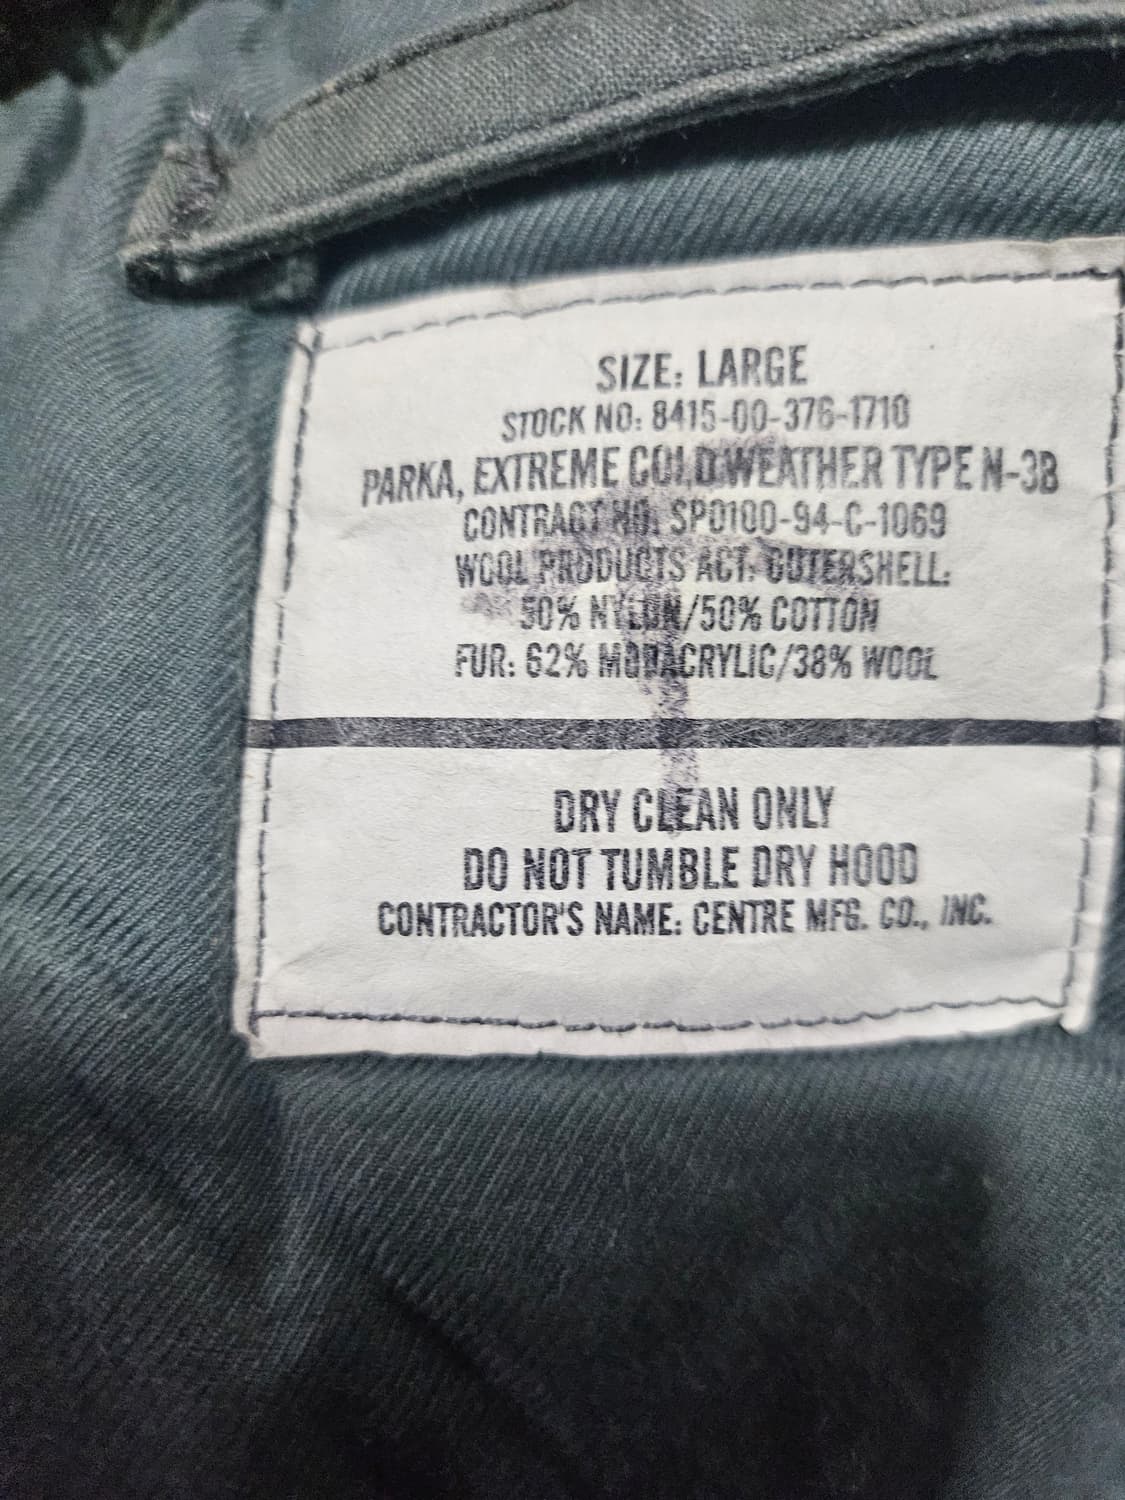 SIZE: LARGE
STOCK NO: 8415-00-376-1710
PARKA, EXTREME COLD WEATHER TYPE N-3B
CONTRACT NO. SP0100-94-C-1069
WOOL PRODUCTS ACT. OUTERSHELL:
50% NYLON/50% COTTON
FUR: 62% MODACRYLIC/38% WOOL
DRY CLEAN ONLY
DO NOT TUMBLE DRY HOOD
CONTRACTOR'S NAME: CENTRE MFG. CO., INC.